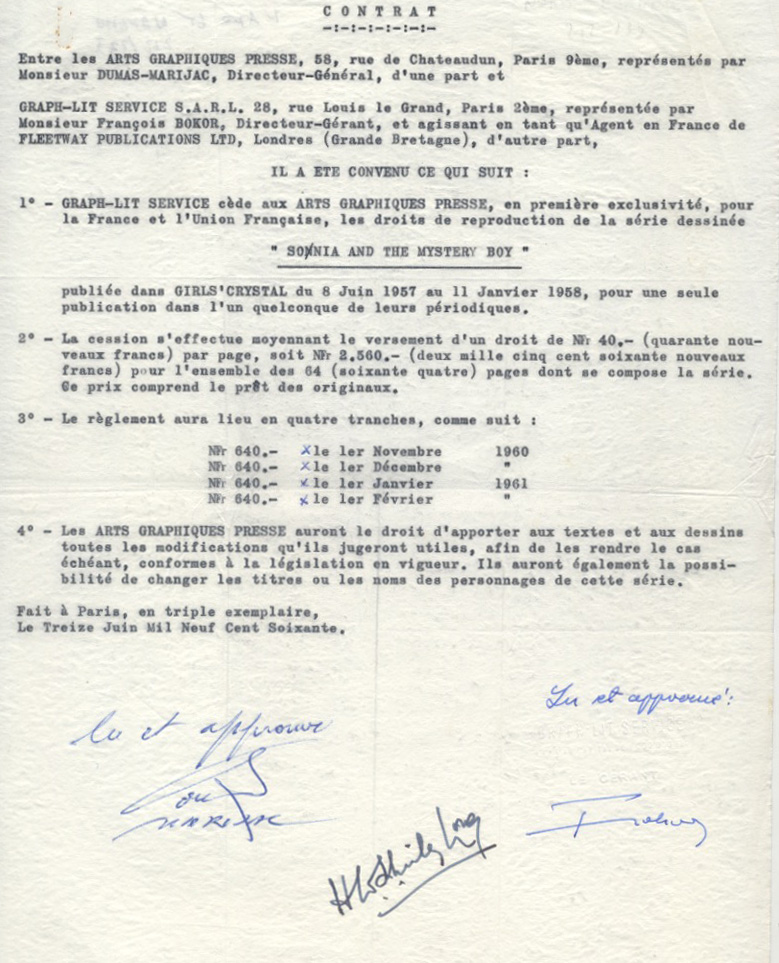 CONTRAT
-:-:-:-:-:-:-
Entre les ARTS GRAPHIQUES PRESSE, 58, rue de Chateaudun, Paris 9ème, représentés par
Monsieur DUMAS-MARIJAC, Directeur-Général, d'une part et
GRAPH-LIT SERVICE S.A.R.L. 28, rue Louis le Grand, Paris 2ème, représentée par
Monsieur François BOKOR, Directeur-Gérant, et agissant en tant qu'Agent en France de
FLEETWAY PUBLICATIONS LTD, Londres (Grande Bretagne), d'autre part,
IL A ETE CONVENU CE QUI SUIT :
1° - GRAPH-LIT SERVICE cède aux ARTS GRAPHIQUES PRESSE, en première exclusivité, pour
la France et l'Union Française, les droits de reproduction de la série dessinée
" SONIA AND THE MYSTERY BOY "
publiée dans GIRLS'CRYSTAL du 8 Juin 1957 au 11 Janvier 1958, pour une seule
publication dans l'un quelconque de leurs périodiques.
2° - La cession s'effectue moyennant le versement d'un droit de NFr 40.- (quarante nou-
veaux francs) par page, soit NFr 2.560.- (deux mille cinq cent soixante nouveaux
francs) pour l'ensemble des 64 (soixante quatre) pages dont se compose la série.
Ce prix comprend le prêt des originaux.
3° - Le règlement aura lieu en quatre tranches, comme suit :
NFr 640.- x le 1er Novembre 1960
NFr 640.- x le 1er Décembre "
NFr 640.- x le 1er Janvier 1961
NFr 640.- x le 1er Février "
4° - Les ARTS GRAPHIQUES PRESSE auront le droit d'apporter aux textes et aux dessins
toutes les modifications qu'ils jugeront utiles, afin de les rendre le cas
échéant, conformes à la législation en vigueur. Ils auront également la possi-
bilité de changer les titres ou les noms des personnages de cette série.
Fait à Paris, en triple exemplaire,
Le Treize Juin Mil Neuf Cent Soixante.
Lu et approuvé:
lu et approuvé